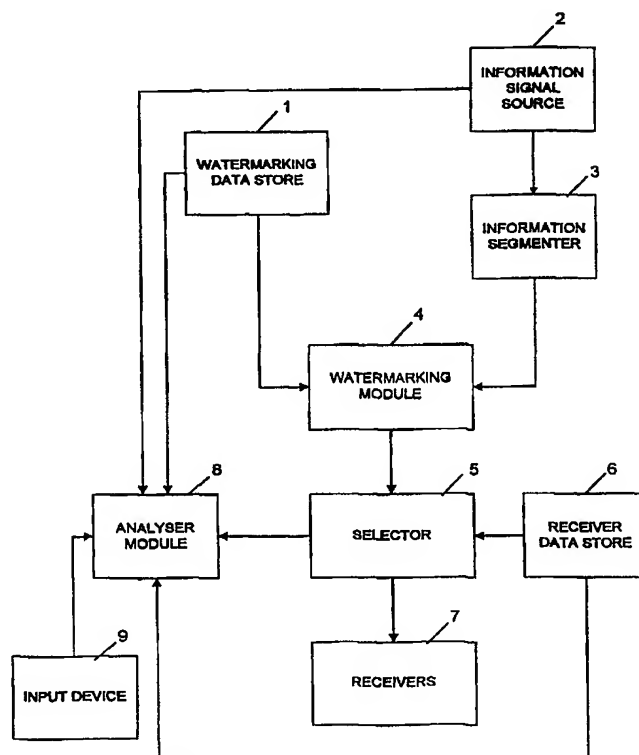 2
INFORMATION
SIGNAL
SOURCE
1
WATERMARKING
DATA STORE
3
INFORMATION
SEGMENTER
4
WATERMARKING
MODULE
8
ANALYSER
MODULE
5
SELECTOR
6
RECEIVER
DATA STORE
9
INPUT DEVICE
7
RECEIVERS